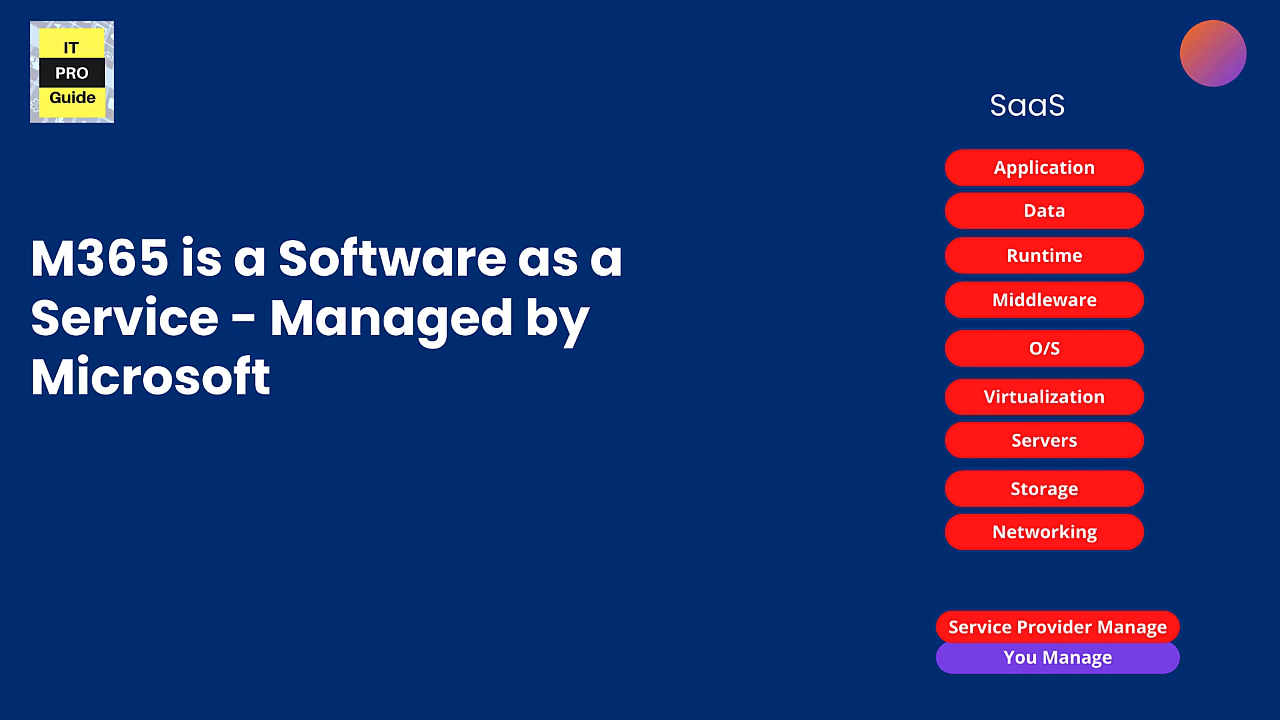 IT
PRO
Guide
M365 is a Software as a
Service - Managed by
Microsoft
SaaS
Application
Data
Runtime
Middleware
O/S
Virtualization
Servers
Storage
Networking
Service Provider Manage
You Manage